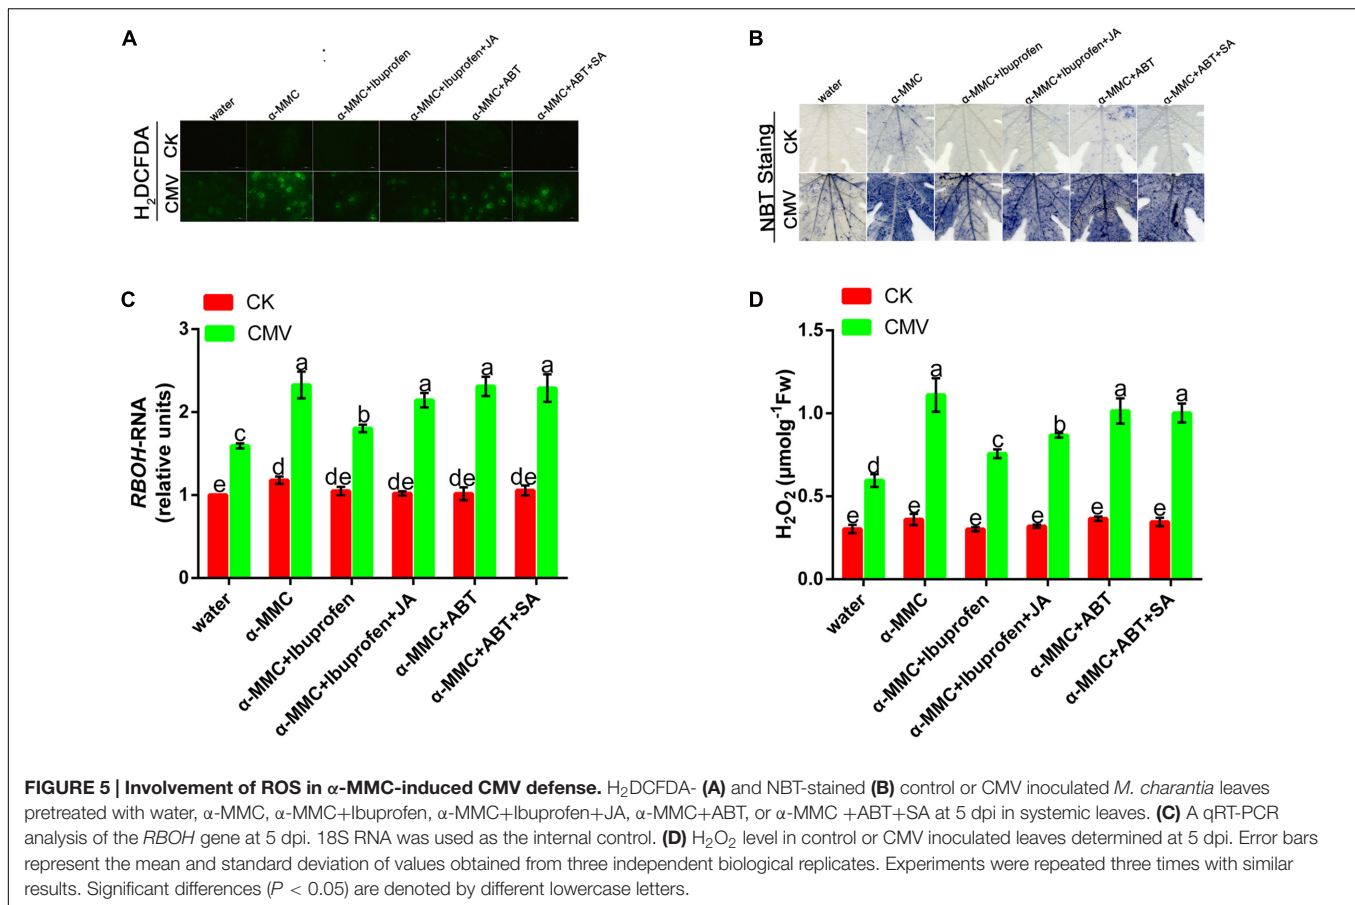 A
water
α-MMC
α-MMC+Ibuprofen
α-MMC+Ibuprofen+JA
α-MMC+ABT
α-MMC+ABT+SA
H2DCFDA
CK
CMV
B
water
α-MMC
α-MMC+Ibuprofen
α-MMC+Ibuprofen+JA
α-MMC+ABT
α-MMC+ABT+SA
NBT Staing
CK
CMV
C
CK
CMV
RBOH-RNA
(relative units)
3
2
1
0
e
c
d
a
de
b
de
a
de
a
de
a
water
α-MMC
α-MMC+Ibuprofen
α-MMC+Ibuprofen+JA
α-MMC+ABT
α-MMC+ABT+SA
D
CK
CMV
H2O2 (μmolg-1Fw)
1.5
1.0
0.5
0.0
e
d
e
a
e
c
e
b
e
a
e
a
water
α-MMC
α-MMC+Ibuprofen
α-MMC+Ibuprofen+JA
α-MMC+ABT
α-MMC+ABT+SA
FIGURE 5 | Involvement of ROS in α-MMC-induced CMV defense. H2DCFDA- (A) and NBT-stained (B) control or CMV inoculated M. charantia leaves
pretreated with water, α-MMC, α-MMC+Ibuprofen, α-MMC+Ibuprofen+JA, α-MMC+ABT, or α-MMC +ABT+SA at 5 dpi in systemic leaves. (C) A qRT-PCR
analysis of the RBOH gene at 5 dpi. 18S RNA was used as the internal control. (D) H2O2 level in control or CMV inoculated leaves determined at 5 dpi. Error bars
represent the mean and standard deviation of values obtained from three independent biological replicates. Experiments were repeated three times with similar
results. Significant differences (P < 0.05) are denoted by different lowercase letters.